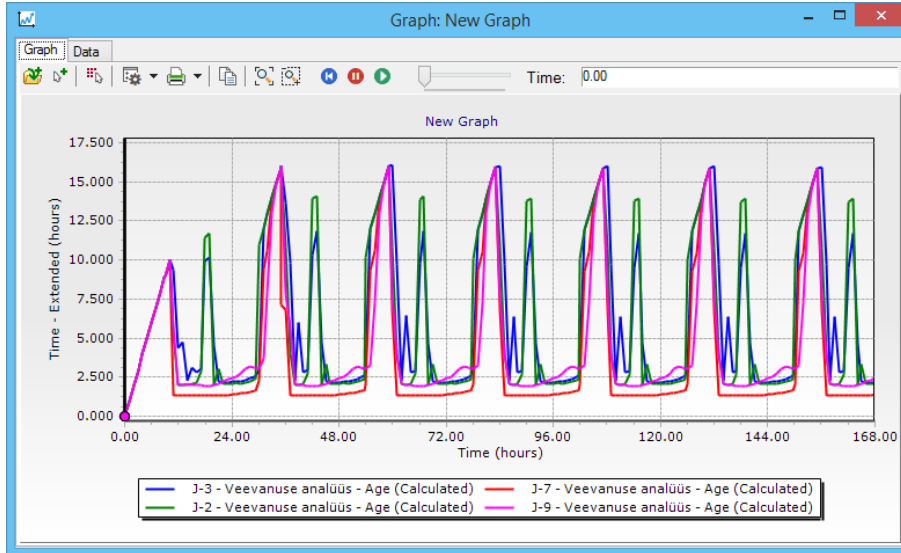 Graph: New Graph
Graph Data
Time: 0.00
New Graph
17.500
15.000
12.500
10.000
7.500
5.000
2.500
0.000
Time - Extended (hours)
0.00 24.00 48.00 72.00 96.00 120.00 144.00 168.00
Time (hours)
J-3 - Veevanuse analüüs - Age (Calculated) J-7 - Veevanuse analüüs - Age (Calculated)
J-2 - Veevanuse analüüs - Age (Calculated) J-9 - Veevanuse analüüs - Age (Calculated)